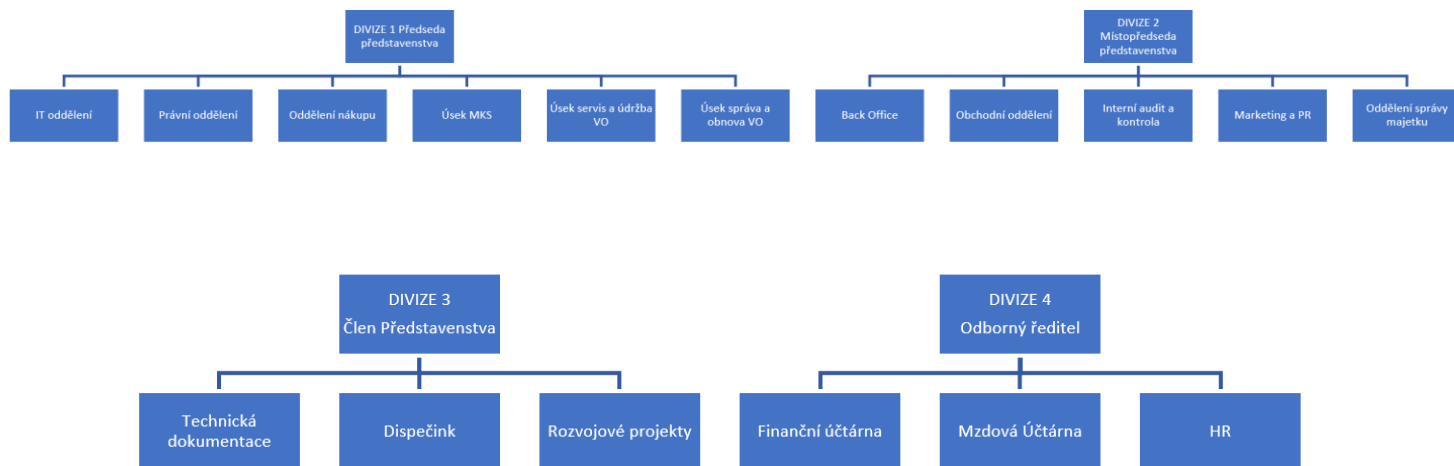 DIVIZE 1 Předseda
představenstva
IT oddělení
Právní oddělení
Oddělení nákupu
Úsek MKS
Úsek servis a údržba
VO
Úsek správa a
obnova VO
DIVIZE 2
Místopředseda
představenstva
Back Office
Obchodní oddělení
Interní audit a
kontrola
Marketing a PR
Oddělení správy
majetku
DIVIZE 3
Člen Představenstva
Technická
dokumentace
Dispečink
Rozvojové projekty
DIVIZE 4
Odborný ředitel
Finanční účtárna
Mzdová Účtárna
HR